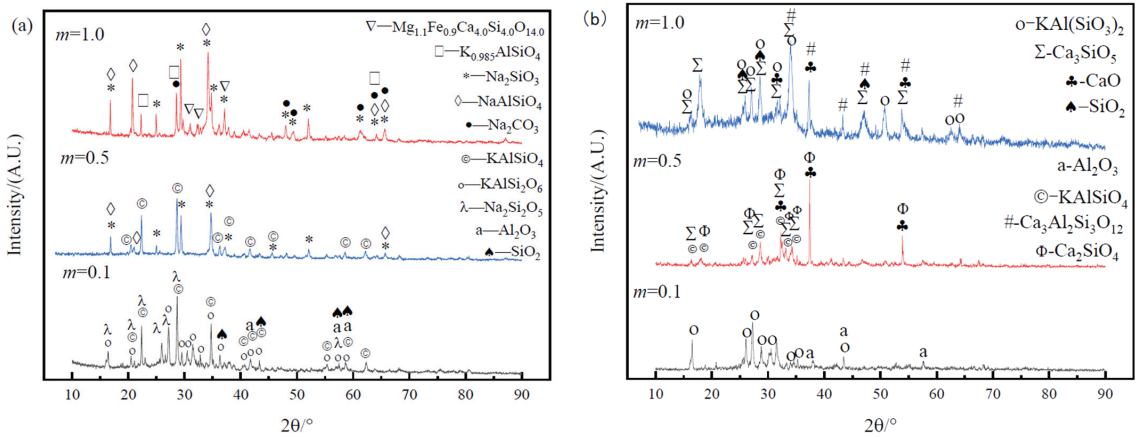 (a)
m=1.0
▽—Mg1.1Fe0.9Ca4.0Si4.0O14.0
□—K0.985AlSiO4
*—Na2SiO3
◇—NaAlSiO4
●—Na2CO3
m=0.5
©—KAlSiO4
o—KAlSi2O6
λ—Na2Si2O5
a—Al2O3
♠—SiO2
m=0.1
Intensity/(A.U.)
10 20 30 40 50 60 70 80 90
2θ/°
(b)
m=1.0
o-KAl(SiO3)2
Σ-Ca3SiO5
♣-CaO
♠-SiO2
m=0.5
a-Al2O3
©-KAlSiO4
#-Ca3Al2Si3O12
Φ-Ca2SiO4
m=0.1
Intensity/(A.U.)
10 20 30 40 50 60 70 80 90
2θ/°